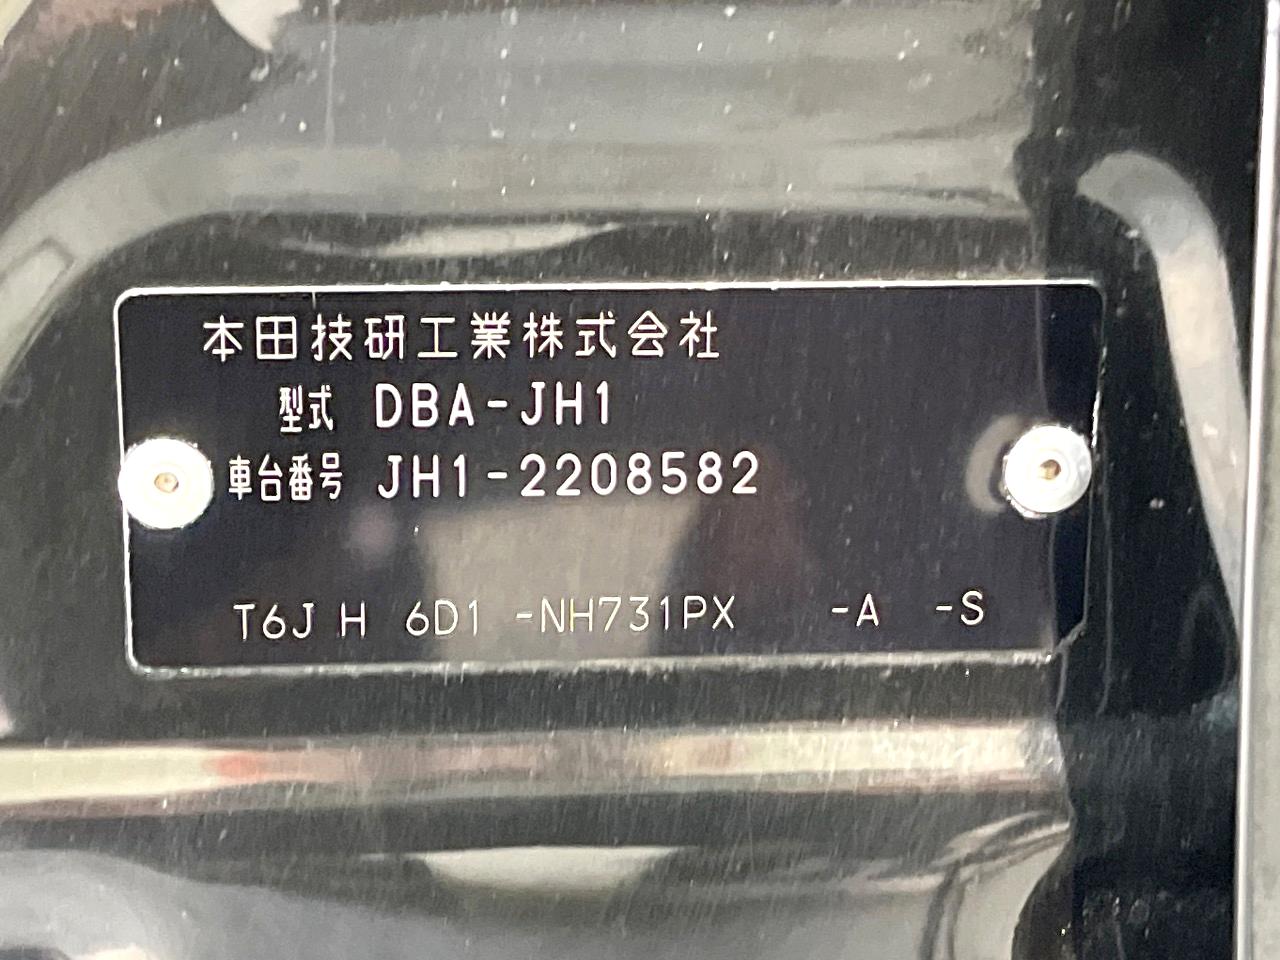 本田技研工業株式会社
型式 DBA-JH1
車台番号 JH1-2208582
T6J H 6D1 -NH731PX -A -S